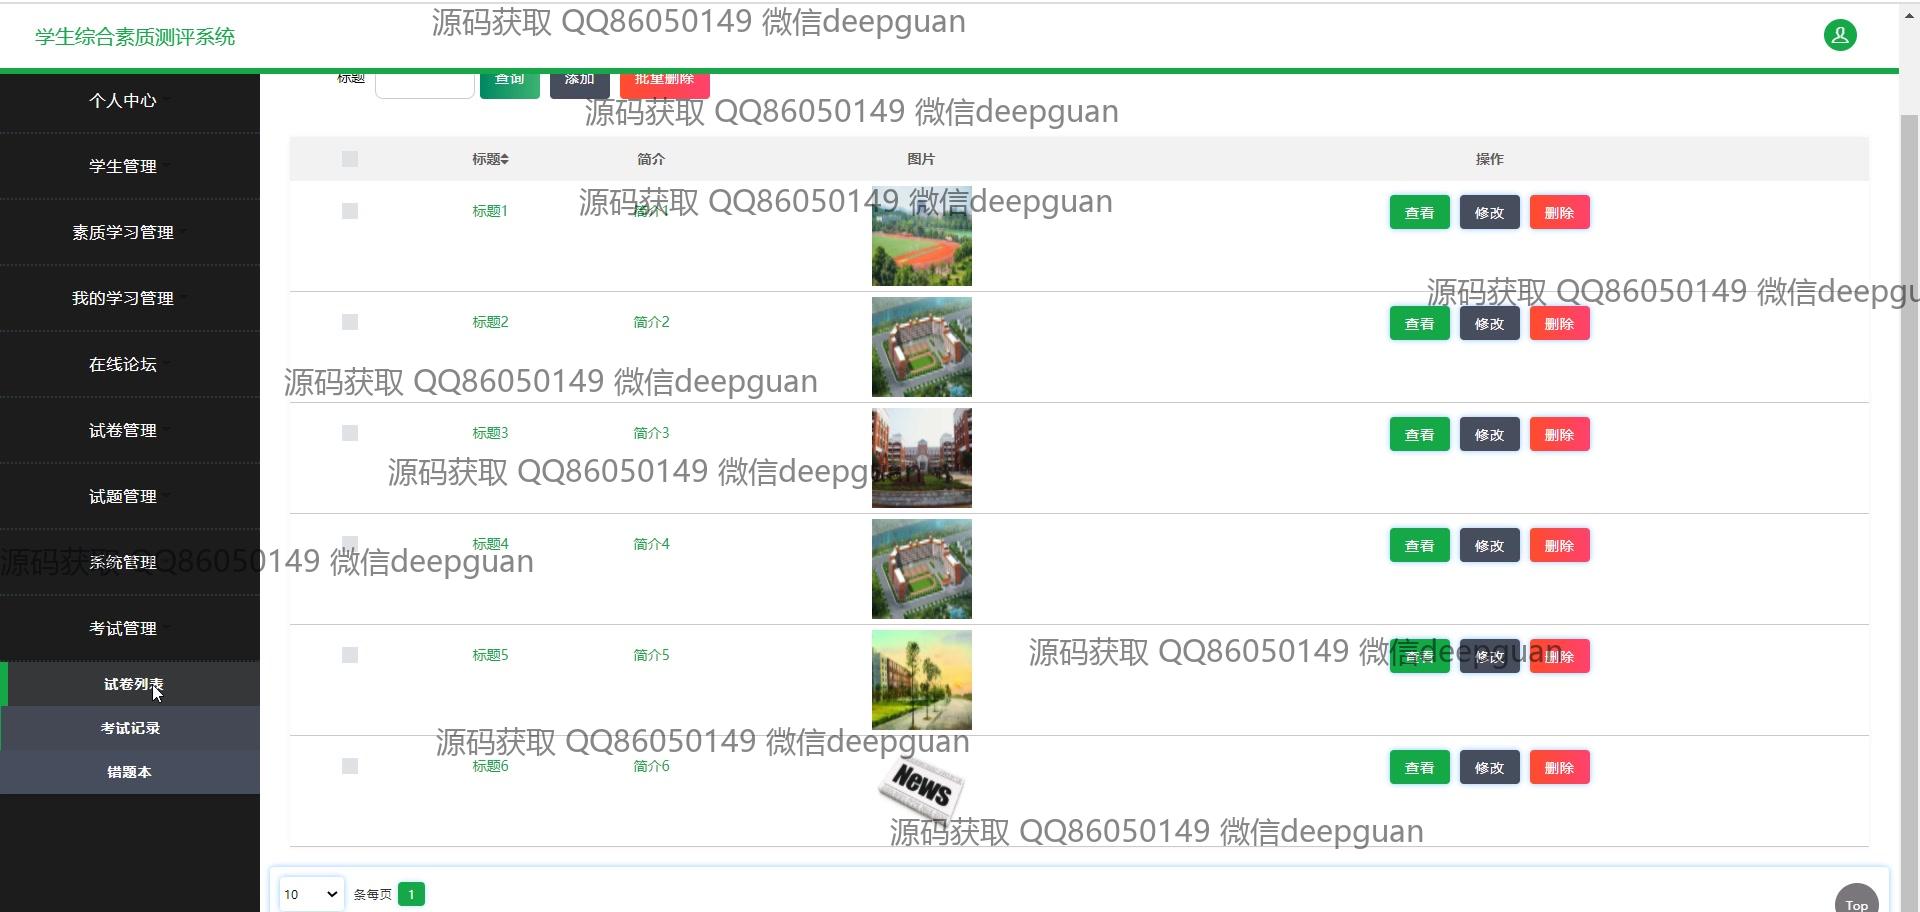 源码获取 QQ86050149 微信deepguan
学生综合素质测评系统
标题 查询 添加 批量删除
源码获取 QQ86050149 微信deepguan
个人中心
学生管理
素质学习管理
我的学习管理
在线论坛
试卷管理
试题管理
系统管理
考试管理
试卷列表
考试记录
错题本
标题 简介 图片 操作
源码获取 QQ86050149 微信deepguan
标题1 简介1 查看 修改 删除
源码获取 QQ86050149 微信deepgu
标题2 简介2 查看 修改 删除
源码获取 QQ86050149 微信deepguan
标题3 简介3 查看 修改 删除
源码获取 QQ86050149 微信deepguan
标题4 简介4 查看 修改 删除
源码获取 QQ86050149 微信deepguan
标题5 简介5 查看 修改 删除
源码获取 QQ86050149 微信deepguan
源码获取 QQ86050149 微信deepguan
标题6 简介6 查看 修改 删除
News
源码获取 QQ86050149 微信deepguan
10 条每页 1
Top